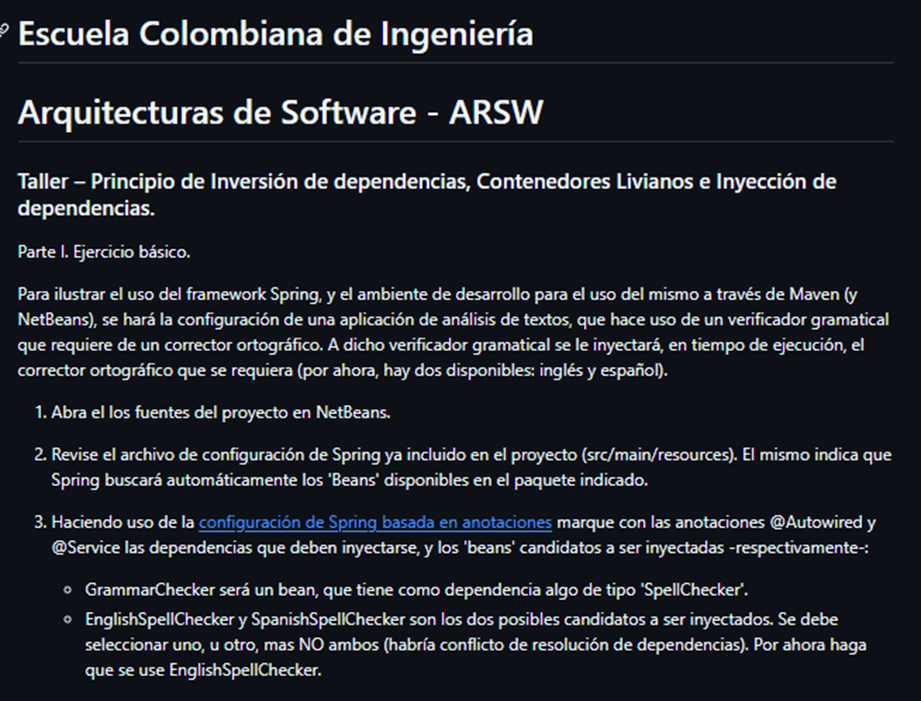 Escuela Colombiana de Ingeniería
Arquitecturas de Software - ARSW
Taller – Principio de Inversión de dependencias, Contenedores Livianos e Inyección de
dependencias.
Parte I. Ejercicio básico.
Para ilustrar el uso del framework Spring, y el ambiente de desarrollo para el uso del mismo a través de Maven (y
NetBeans), se hará la configuración de una aplicación de análisis de textos, que hace uso de un verificador gramatical
que requiere de un corrector ortográfico. A dicho verificador gramatical se le inyectará, en tiempo de ejecución, el
corrector ortográfico que se requiera (por ahora, hay dos disponibles: inglés y español).
1. Abra el los fuentes del proyecto en NetBeans.
2. Revise el archivo de configuración de Spring ya incluido en el proyecto (src/main/resources). El mismo indica que
Spring buscará automáticamente los 'Beans' disponibles en el paquete indicado.
3. Haciendo uso de la configuración de Spring basada en anotaciones marque con las anotaciones @Autowired y
@Service las dependencias que deben inyectarse, y los 'beans' candidatos a ser inyectadas -respectivamente-:
◦ GrammarChecker será un bean, que tiene como dependencia algo de tipo 'SpellChecker'.
◦ EnglishSpellChecker y SpanishSpellChecker son los dos posibles candidatos a ser inyectados. Se debe
seleccionar uno, u otro, mas NO ambos (habría conflicto de resolución de dependencias). Por ahora haga
que se use EnglishSpellChecker.